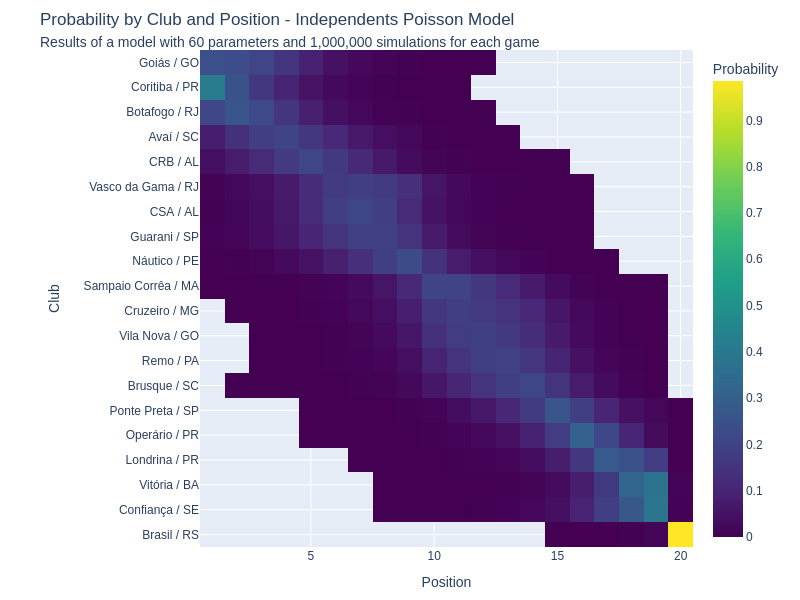 Probability by Club and Position - Independents Poisson Model
Results of a model with 60 parameters and 1,000,000 simulations for each game
Probability
Goiás / GO
Coritiba / PR
Botafogo / RJ
Avaí / SC
CRB / AL
Vasco da Gama / RJ
CSA / AL
Guarani / SP
Náutico / PE
Sampaio Corrêa / MA
Cruzeiro / MG
Vila Nova / GO
Remo / PA
Brusque / SC
Ponte Preta / SP
Operário / PR
Londrina / PR
Vitória / BA
Confiança / SE
Brasil / RS
Club
5
10
15
20
Position
0.9
0.8
0.7
0.6
0.5
0.4
0.3
0.2
0.1
0